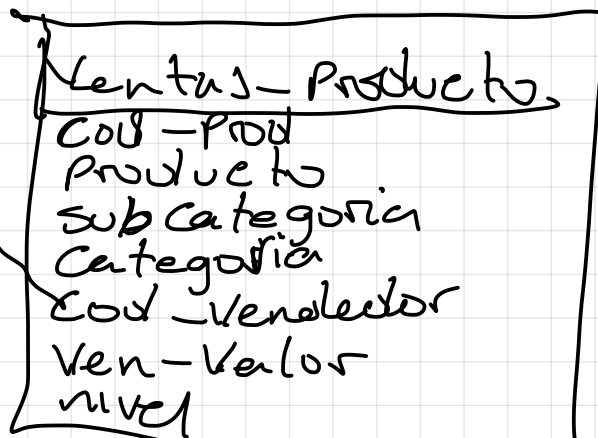 Ventas_Producto
Cod_Prod
Producto
subcategoria
Categoria
Cod_Vendedor
Ven_Valor
nivel